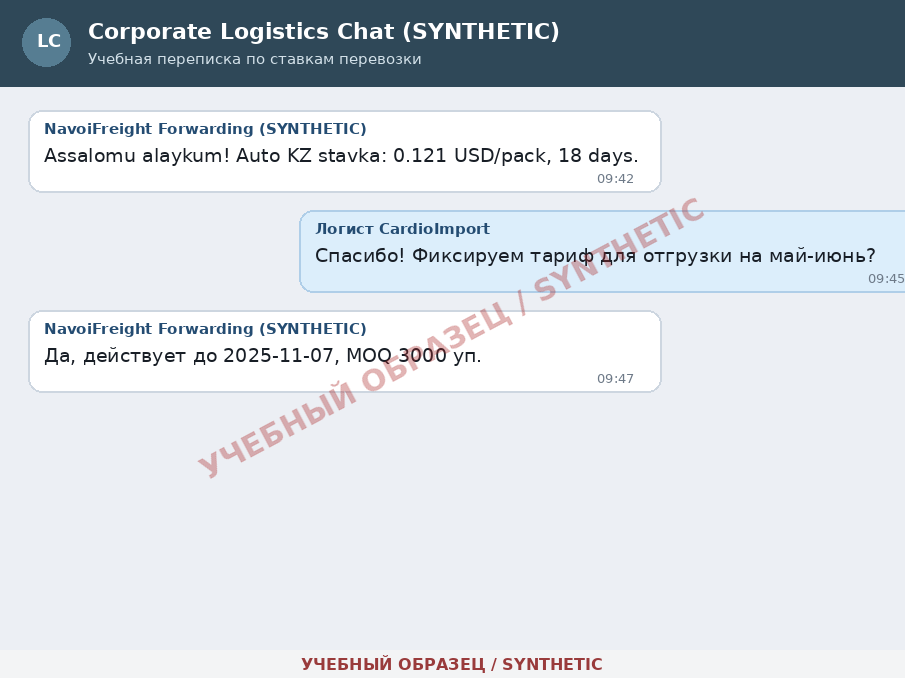 LC
Corporate Logistics Chat (SYNTHETIC)
Учебная переписка по ставкам перевозки
NavoiFreight Forwarding (SYNTHETIC)
Assalomu alaykum! Auto KZ stavka: 0.121 USD/pack, 18 days.
09:42
Логист CardioImport
Спасибо! Фиксируем тариф для отгрузки на май-июнь?
09:45
NavoiFreight Forwarding (SYNTHETIC)
Да, действует до 2025-11-07, MOQ 3000 уп.
09:47
УЧЕБНЫЙ ОБРАЗЕЦ / SYNTHETIC
УЧЕБНЫЙ ОБРАЗЕЦ / SYNTHETIC